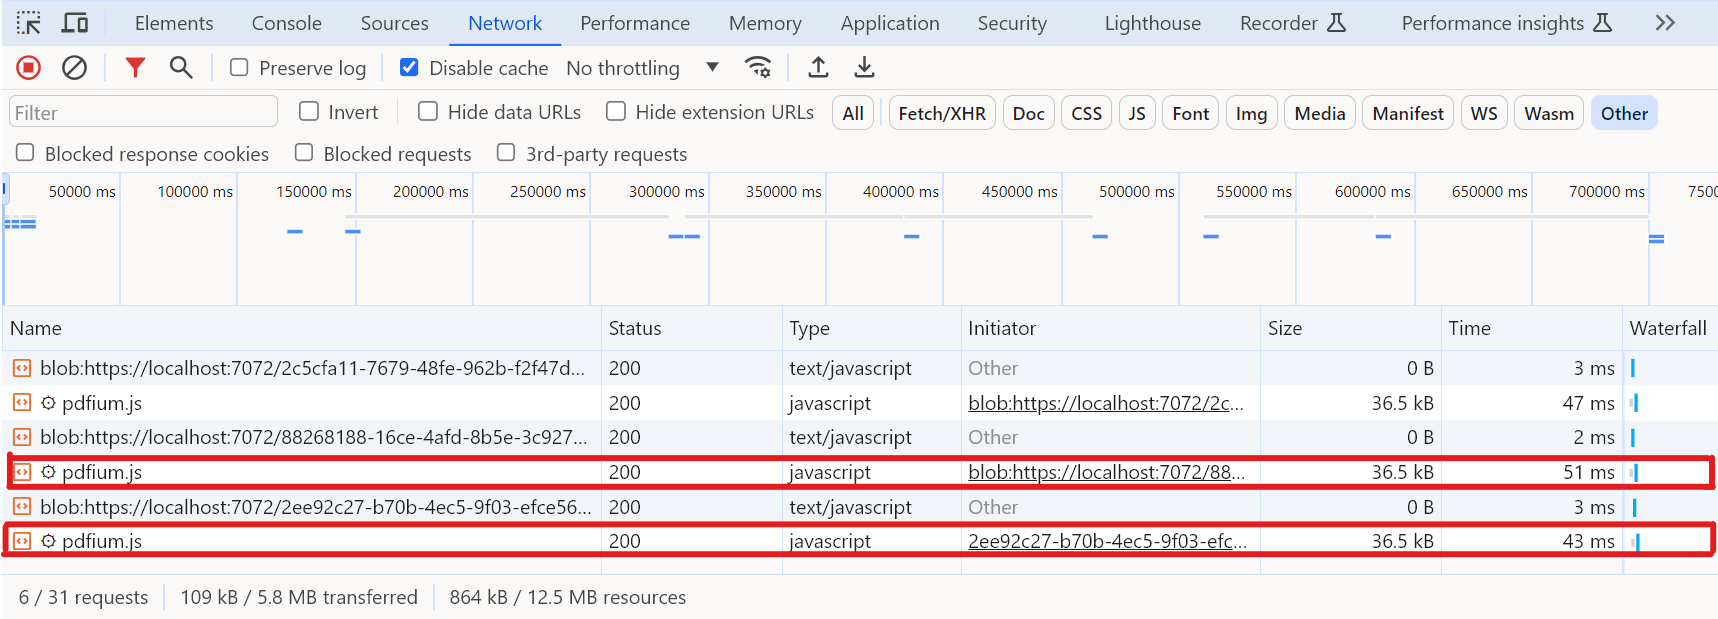 Elements Console Sources Network Performance Memory Application Security Lighthouse Recorder Performance insights
Preserve log Disable cache No throttling
Filter Invert Hide data URLs Hide extension URLs All Fetch/XHR Doc CSS JS Font Img Media Manifest WS Wasm Other
Blocked response cookies Blocked requests 3rd-party requests
50000 ms 100000 ms 150000 ms 200000 ms 250000 ms 300000 ms 350000 ms 400000 ms 450000 ms 500000 ms 550000 ms 600000 ms 650000 ms 700000 ms 750
Name Status Type Initiator Size Time Waterfall
blob:https://localhost:7072/2c5cfa11-7679-48fe-962b-f2f47d... 200 text/javascript Other 0 B 3 ms
pdfium.js 200 javascript blob:https://localhost:7072/2c... 36.5 kB 47 ms
blob:https://localhost:7072/88268188-16ce-4afd-8b5e-3c927... 200 text/javascript Other 0 B 2 ms
pdfium.js 200 javascript blob:https://localhost:7072/88... 36.5 kB 51 ms
blob:https://localhost:7072/2ee92c27-b70b-4ec5-9f03-efce56... 200 text/javascript Other 0 B 3 ms
pdfium.js 200 javascript 2ee92c27-b70b-4ec5-9f03-efc... 36.5 kB 43 ms
6 / 31 requests 109 kB / 5.8 MB transferred 864 kB / 12.5 MB resources